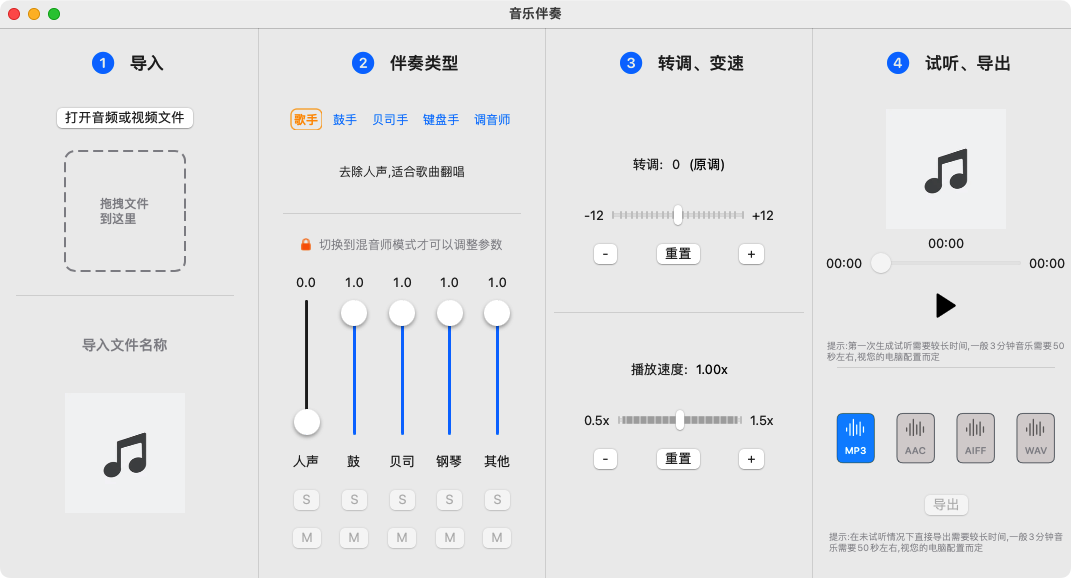 音乐伴奏
1 导入
打开音频或视频文件
拖拽文件
到这里
导入文件名称
2 伴奏类型
歌手 鼓手 贝司手 键盘手 调音师
去除人声,适合歌曲翻唱
切换到混音师模式才可以调整参数
0.0 1.0 1.0 1.0 1.0
人声 鼓 贝司 钢琴 其他
S S S S S
M M M M M
3 转调、变速
转调: 0 (原调)
-12 +12
- 重置 +
播放速度: 1.00x
0.5x 1.5x
- 重置 +
4 试听、导出
00:00
00:00 00:00
提示:第一次生成试听需要较长时间,一般3分钟音乐需要50
秒左右,视您的电脑配置而定
MP3 AAC AIFF WAV
导出
提示:在未试听情况下直接导出需要较长时间,一般3分钟音
乐需要50秒左右,视您的电脑配置而定